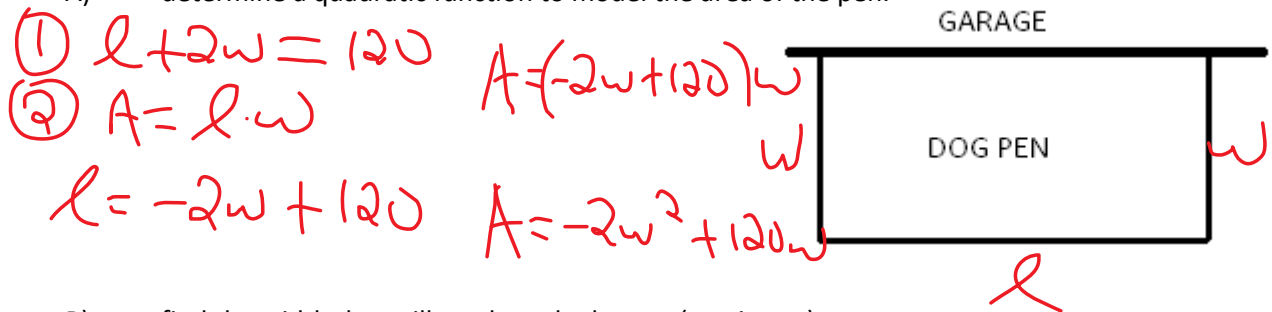 determine a quadratic function to model the area of the pen.
① l + 2w = 120
② A = l · w
l = -2w + 120
A = (-2w + 120)w
A = -2w² + 120w
GARAGE
DOG PEN
w
w
l